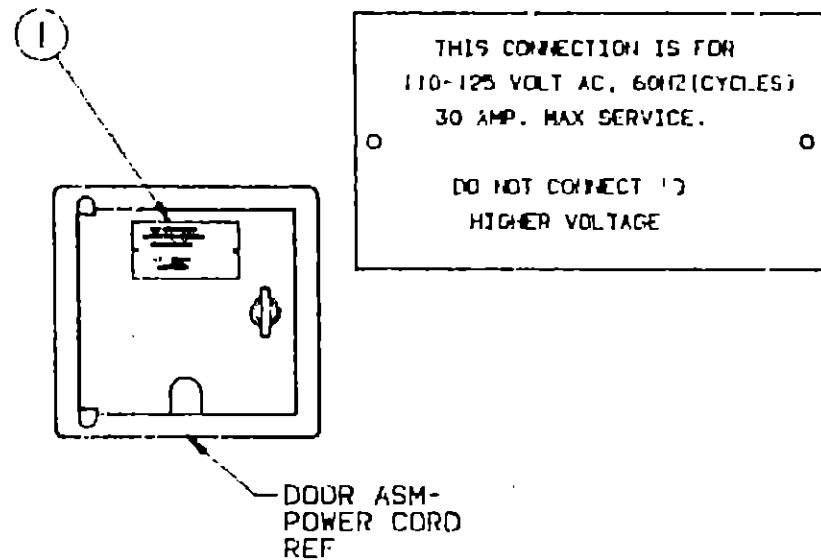 1
THIS CONNECTION IS FOR
110-125 VOLT AC, 60HZ(CYCLES)
30 AMP. MAX SERVICE.
DO NOT CONNECT
HIGHER VOLTAGE
DOOR ASM-
POWER CORD
REF